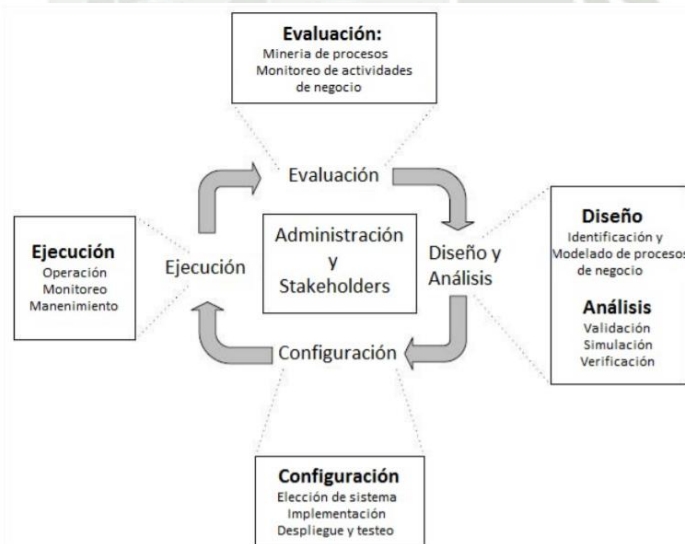 Evaluación:
Mineria de procesos
Monitoreo de actividades
de negocio
Evaluación
Ejecución
Operación
Monitoreo
Manenimiento
Ejecución
Administración
y
Stakeholders
Diseño y
Análisis
Diseño
Identificación y
Modelado de procesos
de negocio
Análisis
Validación
Simulación
Verificación
Configuración
Configuración
Elección de sistema
Implementación
Despliegue y testeo